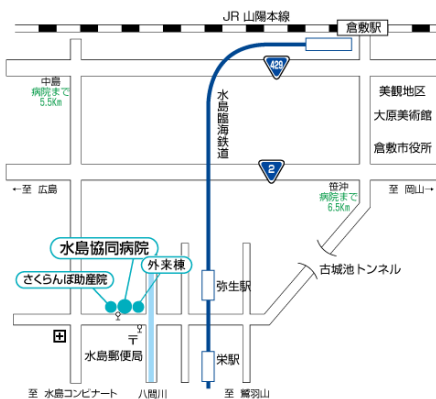 JR 山陽本線
倉敷駅
429
中島
病院まで
5.5Km
水島臨海鉄道
美観地区
大原美術館
倉敷市役所
2
←至 広島
笹沖
病院まで
6.5Km
至 岡山→
水島協同病院
さくらんぼ助産院
外来棟
古城池トンネル
弥生駅
水島郵便局
〒
栄駅
至 水島コンビナート
八間川
至 鷲羽山